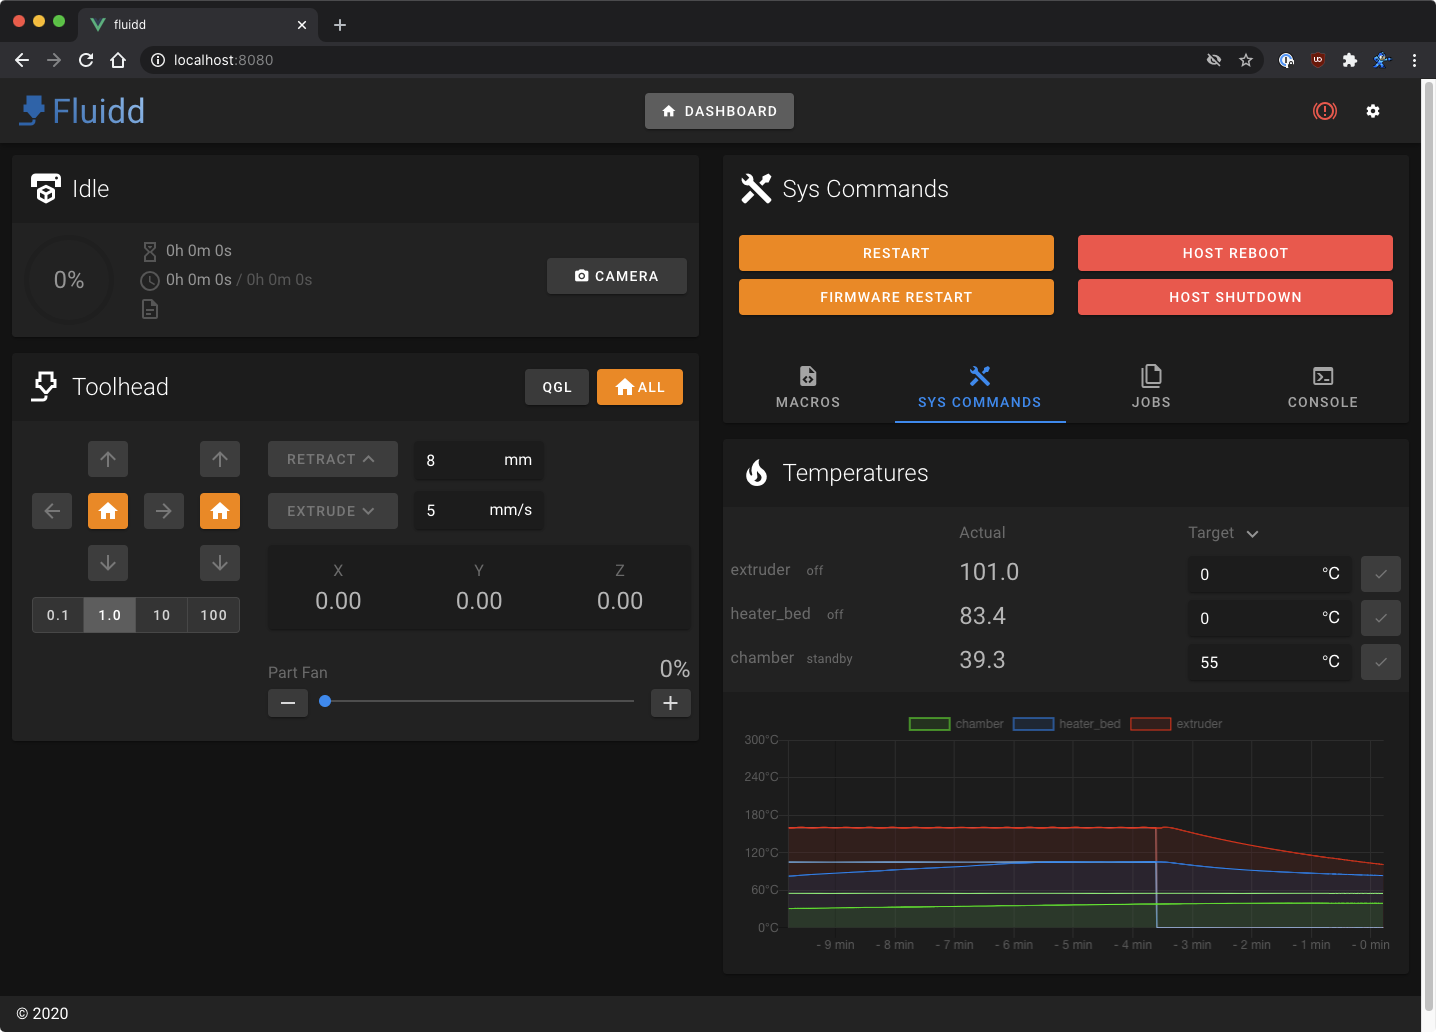 fluidd
localhost:8080
Fluidd
DASHBOARD
Idle
0%
0h 0m 0s
0h 0m 0s / 0h 0m 0s
CAMERA
Toolhead
QGL
ALL
RETRACT
8 mm
EXTRUDE
5 mm/s
X Y Z
0.00 0.00 0.00
0.1 1.0 10 100
Part Fan 0%
Sys Commands
RESTART
HOST REBOOT
FIRMWARE RESTART
HOST SHUTDOWN
MACROS
SYS COMMANDS
JOBS
CONSOLE
Temperatures
Actual Target
extruder off 101.0 0 °C
heater_bed off 83.4 0 °C
chamber standby 39.3 55 °C
chamber heater_bed extruder
300°C
240°C
180°C
120°C
60°C
0°C
- 9 min - 8 min - 7 min - 6 min - 5 min - 4 min - 3 min - 2 min - 1 min - 0 min
© 2020